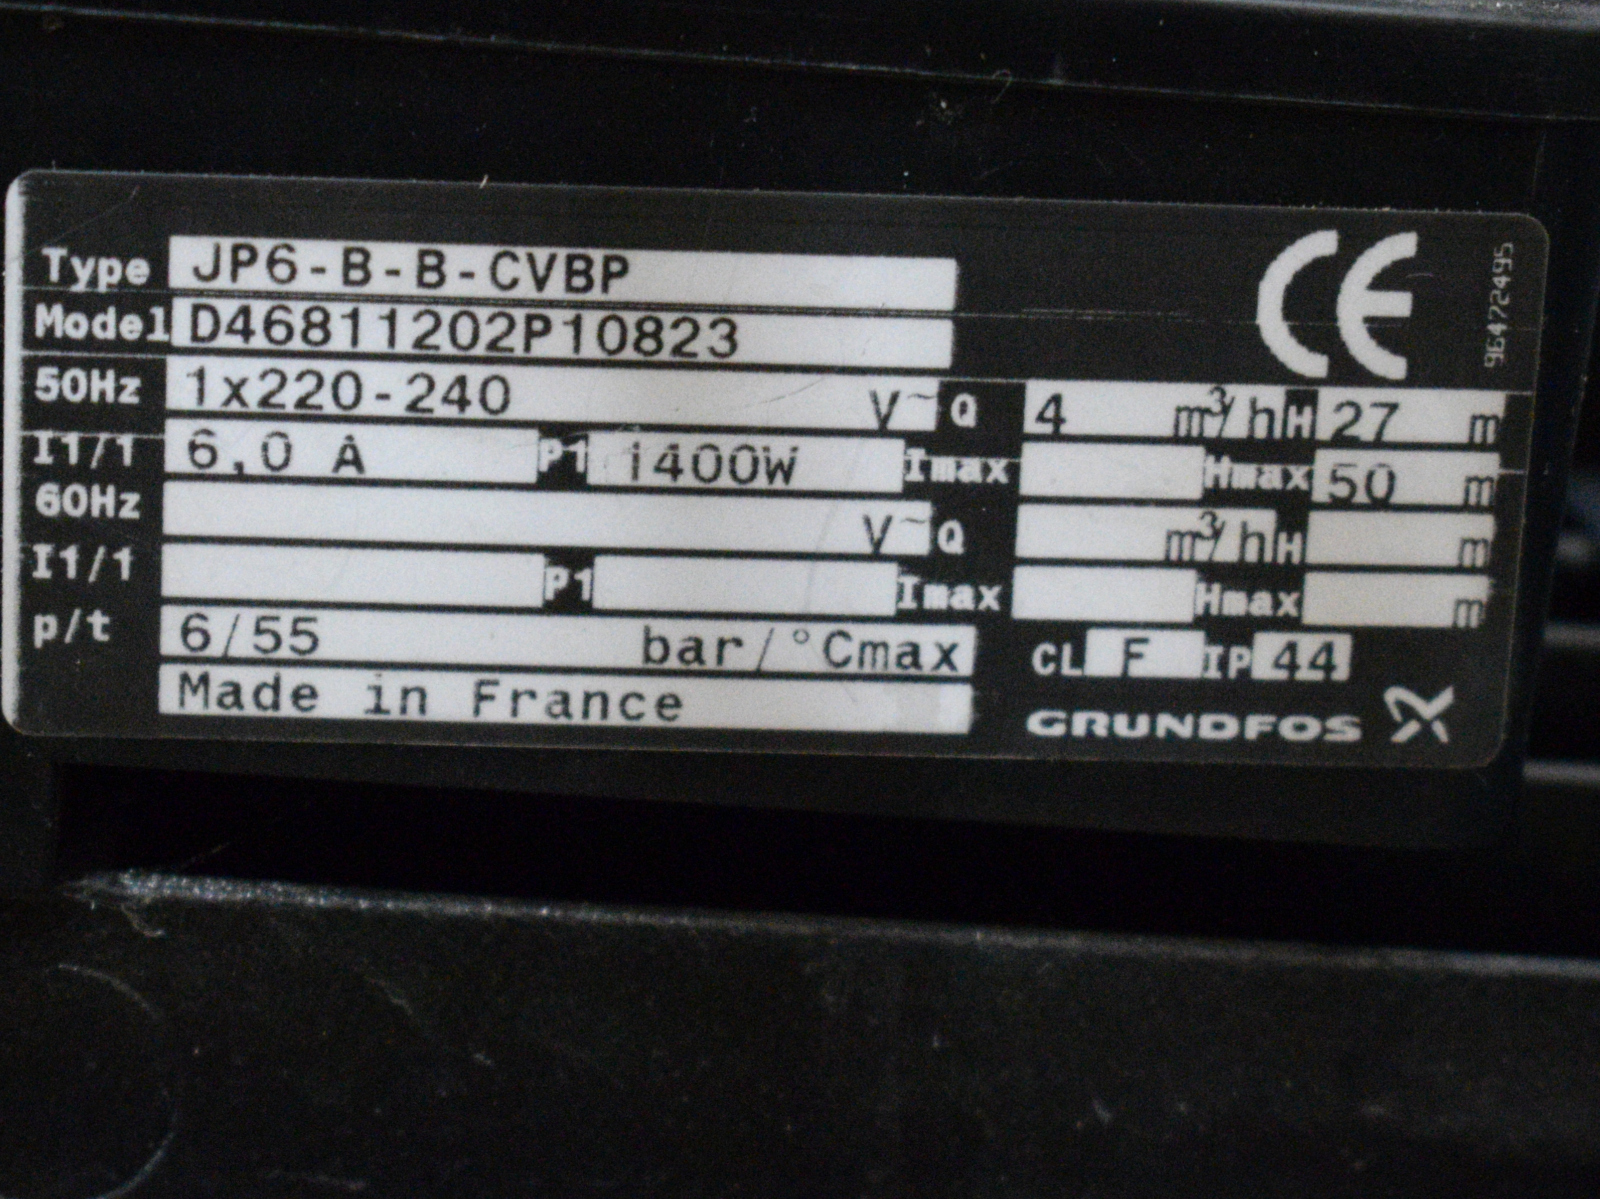 Type JP6-B-B-CVBP
Model D46811202P10823
96472495
50Hz 1x220-240 V~ Q 4 m³/h H 27 m
I1/1 6,0 A P1 1400W Imax Hmax 50 m
60Hz V~ Q m³/h H m
I1/1 P1 Imax Hmax m
p/t 6/55 bar/°Cmax CL F IP 44
Made in France
GRUNDFOS
CE